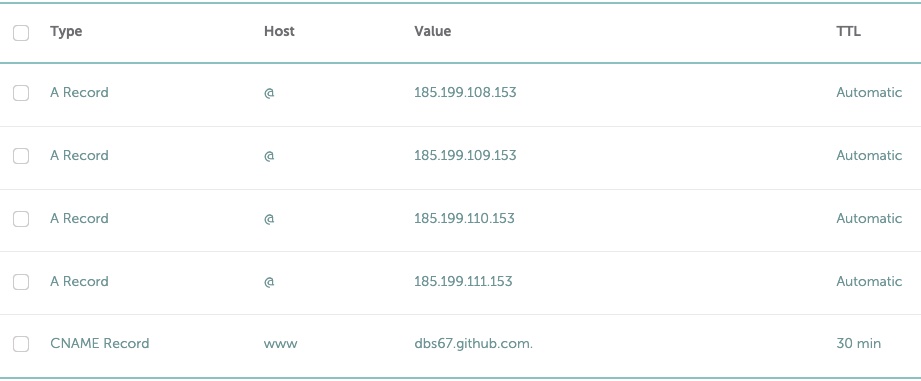 Type Host Value TTL
A Record @ 185.199.108.153 Automatic
A Record @ 185.199.109.153 Automatic
A Record @ 185.199.110.153 Automatic
A Record @ 185.199.111.153 Automatic
CNAME Record www dbs67.github.com. 30 min